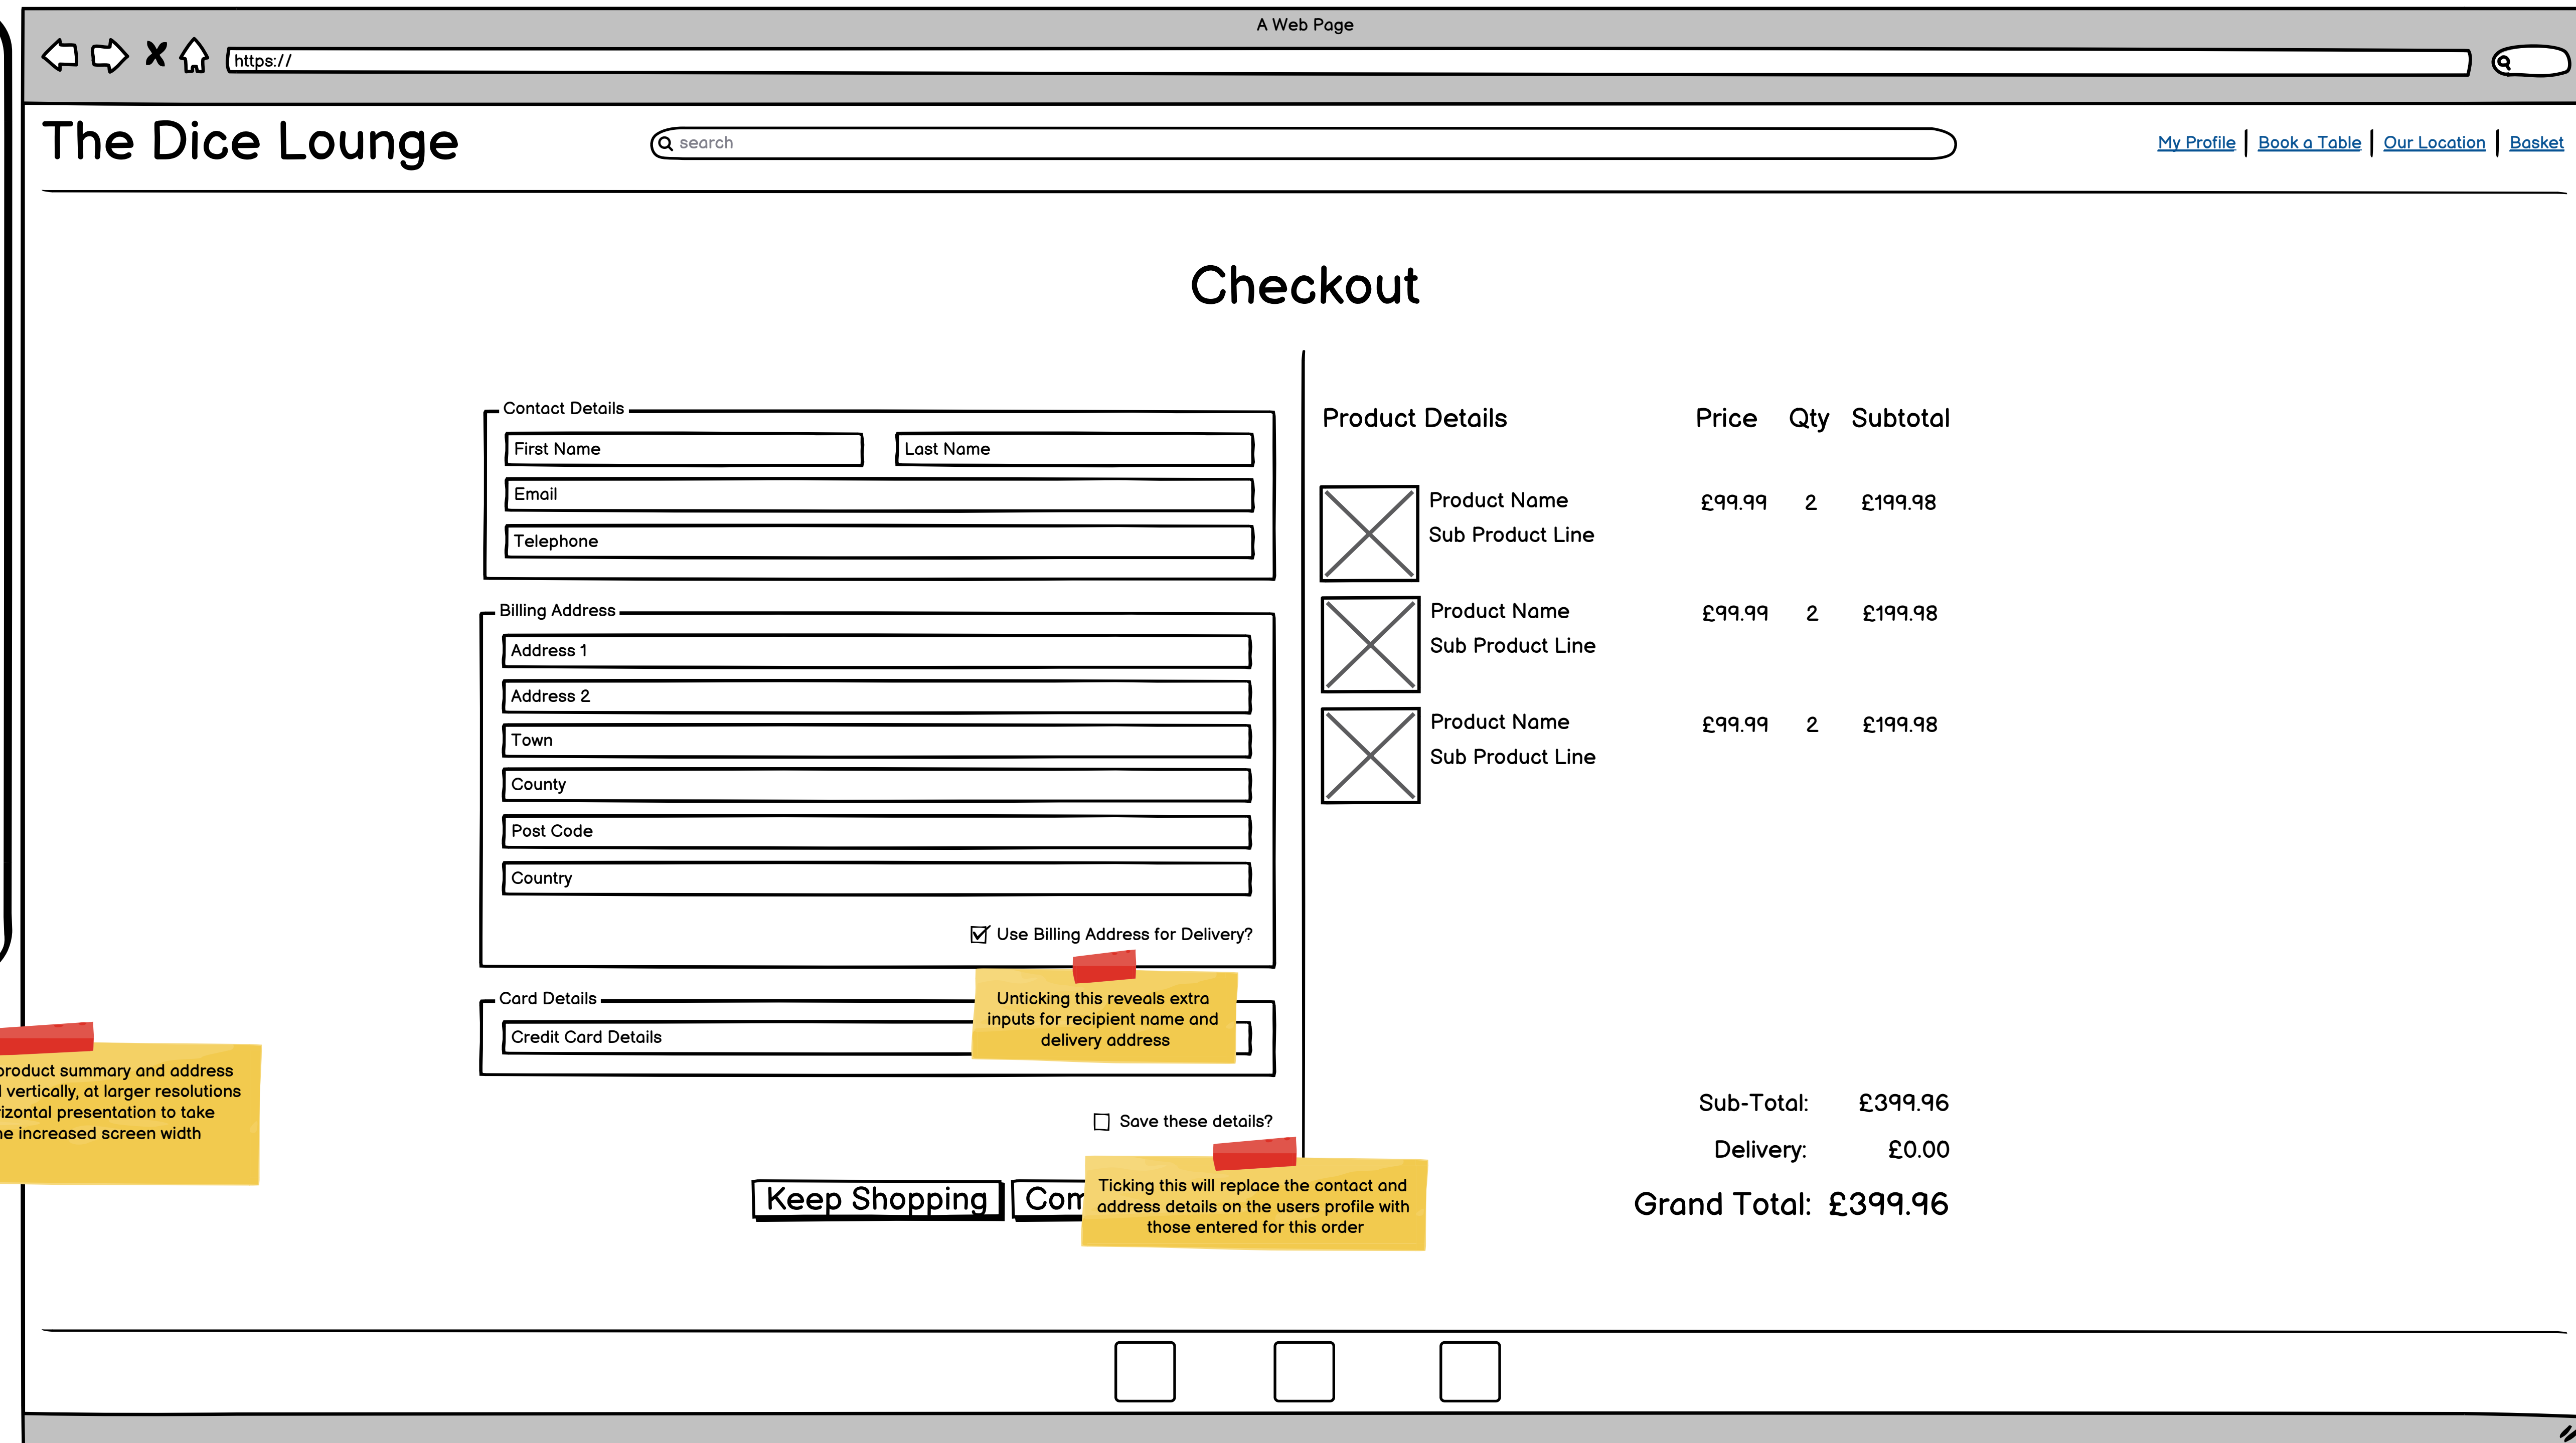 A Web Page
https://
The Dice Lounge
search
My Profile | Book a Table | Our Location | Basket
Checkout
Contact Details
First Name
Last Name
Email
Telephone
Billing Address
Address 1
Address 2
Town
County
Post Code
Country
Use Billing Address for Delivery?
Unticking this reveals extra
inputs for recipient name and
delivery address
Card Details
Credit Card Details
Save these details?
Keep Shopping
Ticking this will replace the contact and
address details on the users profile with
those entered for this order
Product Details Price Qty Subtotal
Product Name £99.99 2 £199.98
Sub Product Line
Product Name £99.99 2 £199.98
Sub Product Line
Product Name £99.99 2 £199.98
Sub Product Line
Sub-Total: £399.96
Delivery: £0.00
Grand Total: £399.96
product summary and address
vertically, at larger resolutions
presentation to take
increased screen width